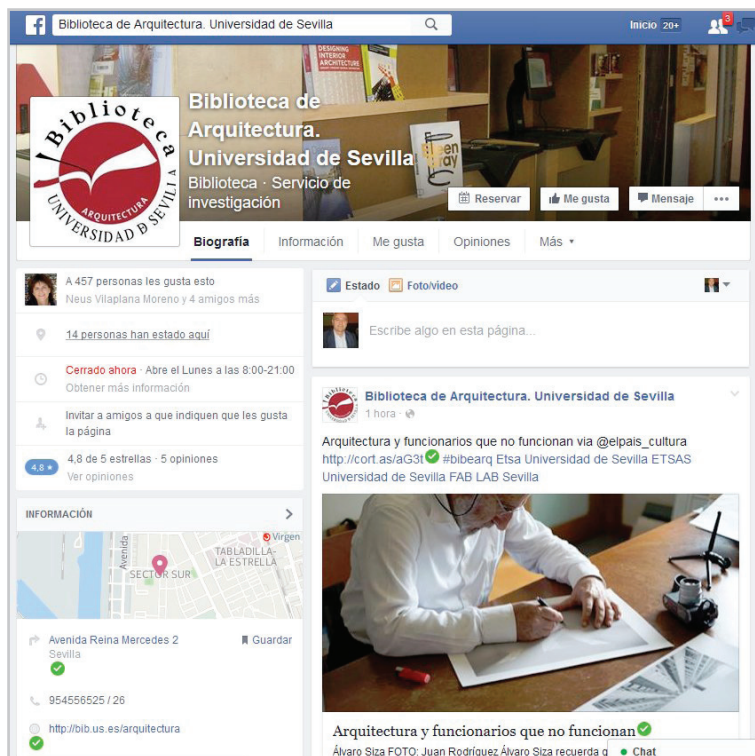 Biblioteca de Arquitectura. Universidad de Sevilla
Inicio 20+
3
DESIGNING
INTERIOR
ARCHITECTURE
Biblioteca
ARQUITECTURA
UNIVERSIDAD D SEVILLA
Biblioteca de
Arquitectura.
Universidad de Sevilla
Biblioteca · Servicio de
investigación
Reservar
Me gusta
Mensaje
Biografía
Información
Me gusta
Opiniones
Más
A 457 personas les gusta esto
Neus Vilaplana Moreno y 4 amigos más
14 personas han estado aquí
Cerrado ahora · Abre el Lunes a las 8:00-21:00
Obtener más información
Invitar a amigos a que indiquen que les gusta
la página
4,8 ★
4,8 de 5 estrellas · 5 opiniones
Ver opiniones
INFORMACIÓN
Avenida
Virgen
TABLADILLA-
LA ESTRELLA
SECTOR SUR
Avenida Reina Mercedes 2
Guardar
Sevilla
954556525 / 26
http://bib.us.es/arquitectura
Estado
Foto/video
Escribe algo en esta página...
Biblioteca de Arquitectura. Universidad de Sevilla
1 hora ·
Arquitectura y funcionarios que no funcionan via @elpais_cultura
http://cort.as/aG3t #bibearq Etsa Universidad de Sevilla ETSAS
Universidad de Sevilla FAB LAB Sevilla
Arquitectura y funcionarios que no funcionan
Álvaro Siza FOTO: Juan Rodríguez Álvaro Siza recuerda
Chat